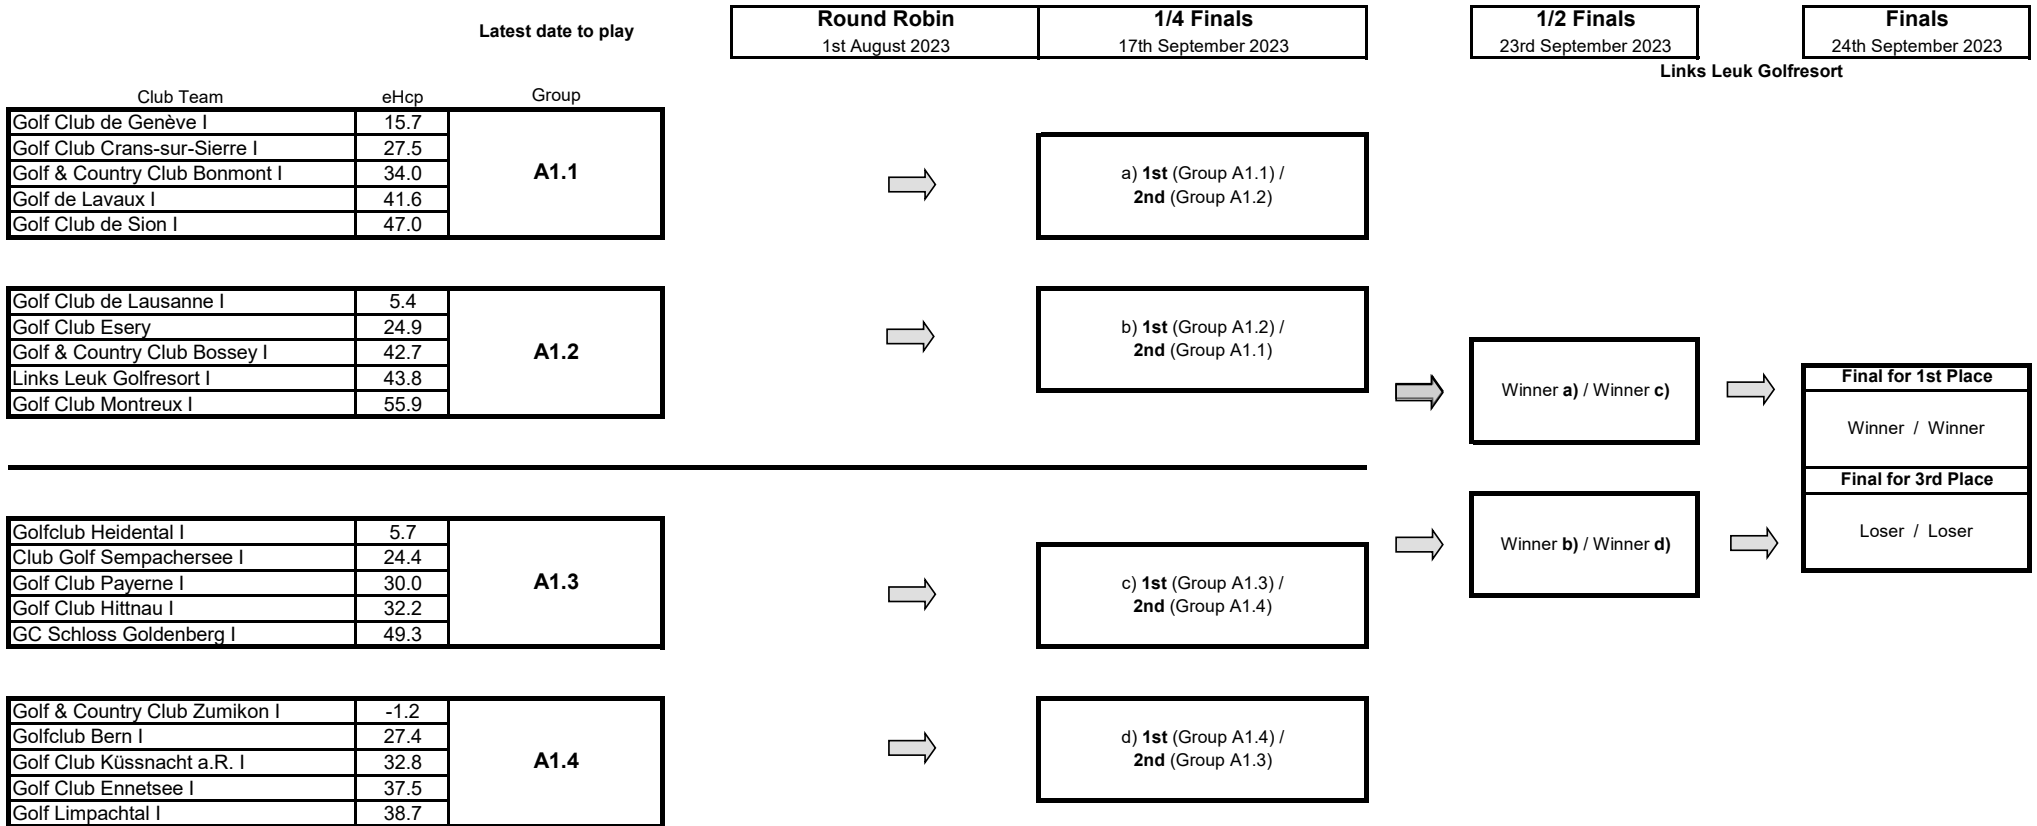 Latest date to play
Round Robin
1st August 2023
1/4 Finals
17th September 2023
1/2 Finals
23rd September 2023
Finals
24th September 2023
Links Leuk Golfresort
Club Team eHcp Group
Golf Club de Genève I 15.7
Golf Club Crans-sur-Sierre I 27.5
Golf & Country Club Bonmont I 34.0
Golf de Lavaux I 41.6
Golf Club de Sion I 47.0
A1.1
a) 1st (Group A1.1) /
2nd (Group A1.2)
Golf Club de Lausanne I 5.4
Golf Club Esery 24.9
Golf & Country Club Bossey I 42.7
Links Leuk Golfresort I 43.8
Golf Club Montreux I 55.9
A1.2
b) 1st (Group A1.2) /
2nd (Group A1.1)
Winner a) / Winner c)
Final for 1st Place
Winner / Winner
Final for 3rd Place
Loser / Loser
Winner b) / Winner d)
Golfclub Heidental I 5.7
Club Golf Sempachersee I 24.4
Golf Club Payerne I 30.0
Golf Club Hittnau I 32.2
GC Schloss Goldenberg I 49.3
A1.3
c) 1st (Group A1.3) /
2nd (Group A1.4)
Golf & Country Club Zumikon I -1.2
Golfclub Bern I 27.4
Golf Club Küssnacht a.R. I 32.8
Golf Club Ennetsee I 37.5
Golf Limpachtal I 38.7
A1.4
d) 1st (Group A1.4) /
2nd (Group A1.3)